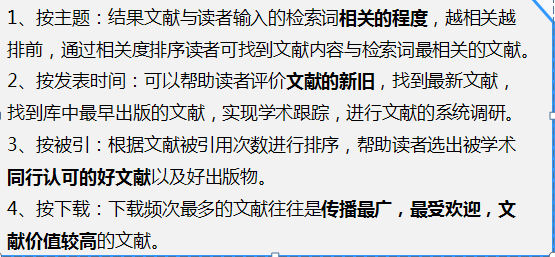 1、按主题：结果文献与读者输入的检索词相关的程度，越相关越
排前，通过相关度排序读者可找到文献内容与检索词最相关的文献。
2、按发表时间：可以帮助读者评价文献的新旧，找到最新文献，
找到库中最早出版的文献，实现学术跟踪，进行文献的系统调研。
3、按被引：根据文献被引用次数进行排序，帮助读者选出被学术
同行认可的好文献以及好出版物。
4、按下载：下载频次最多的文献往往是传播最广，最受欢迎，文
献价值较高的文献。